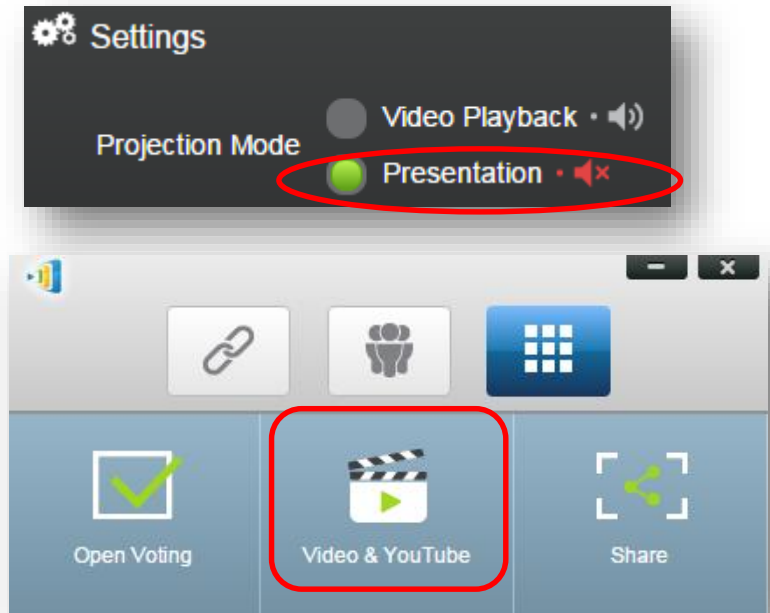 Settings
Video Playback
Projection Mode
Presentation
Open Voting
Video & YouTube
Share